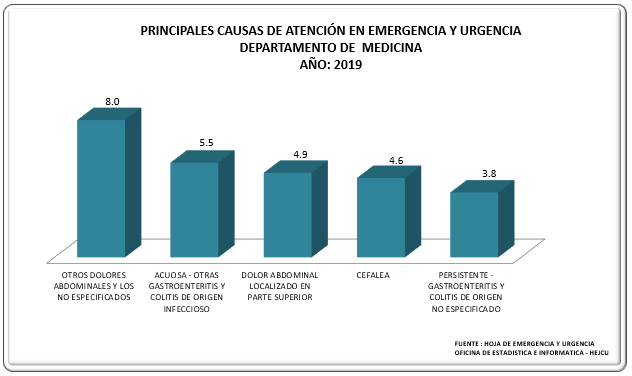 PRINCIPALES CAUSAS DE ATENCIÓN EN EMERGENCIA Y URGENCIA
DEPARTAMENTO DE MEDICINA
AÑO: 2019
8.0
5.5
4.9
4.6
3.8
OTROS DOLORES
ABDOMINALES Y LOS
NO ESPECIFICADOS
ACUOSA - OTRAS
GASTROENTERITIS Y
COLITIS DE ORIGEN
INFECCIOSO
DOLOR ABDOMINAL
LOCALIZADO EN
PARTE SUPERIOR
CEFALEA
PERSISTENTE -
GASTROENTERITIS Y
COLITIS DE ORIGEN
NO ESPECIFICADO
FUENTE : HOJA DE EMERGENCIA Y URGENCIA
OFICINA DE ESTADISTICA E INFORMATICA - HEJCU